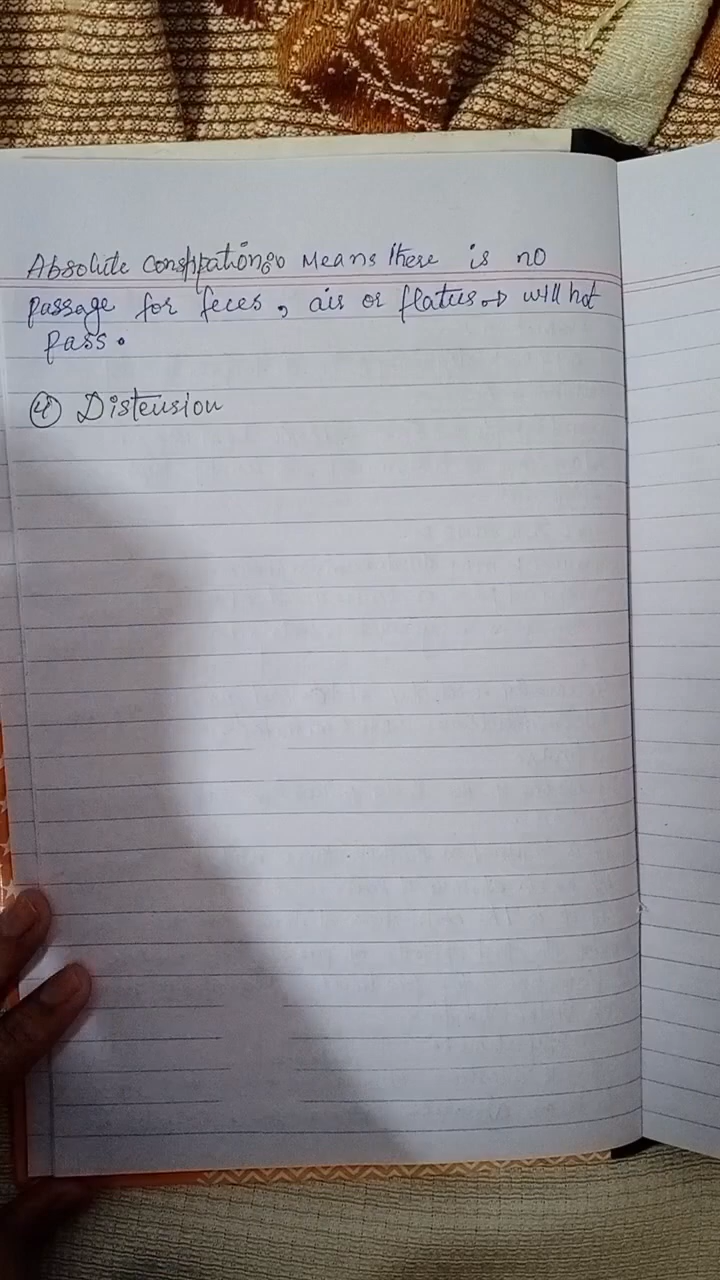 Absolute Constipation:- Means there is no
passage for feces, air or flatus → will not
pass.
④ Distension